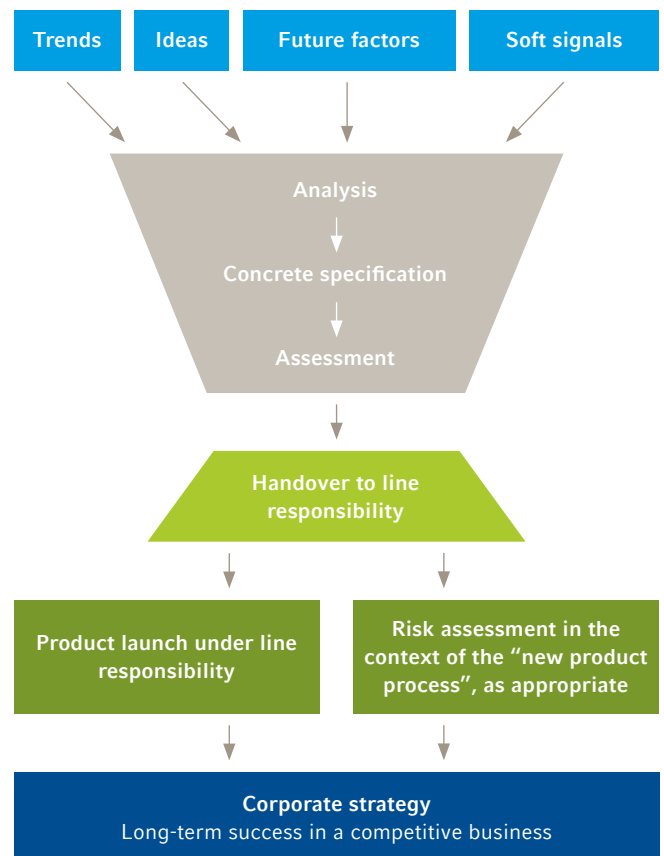 Trends
Ideas
Future factors
Soft signals
Analysis
Concrete specification
Assessment
Handover to line
responsibility
Product launch under line
responsibility
Risk assessment in the
context of the “new product
process”, as appropriate
Corporate strategy
Long-term success in a competitive business